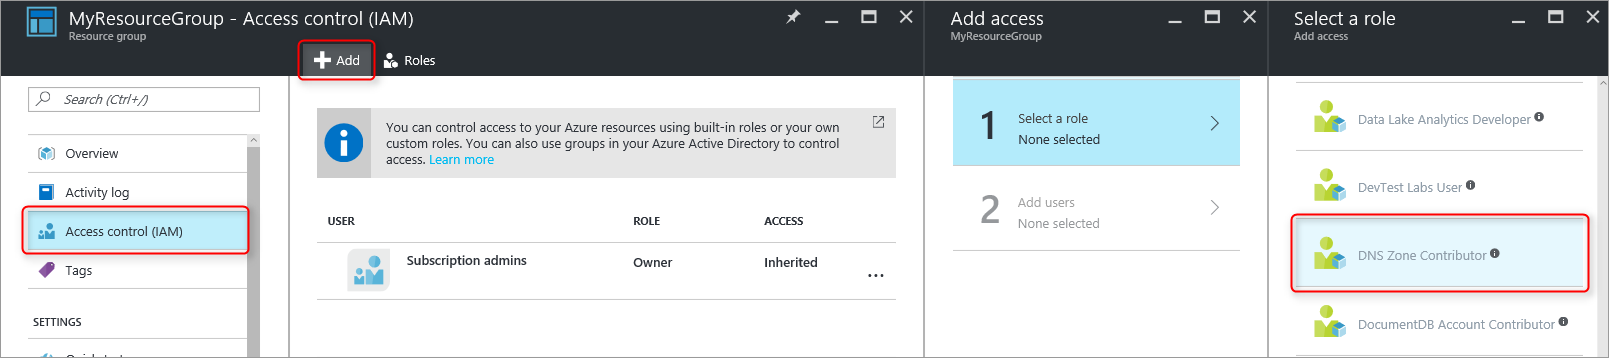 MyResourceGroup - Access control (IAM)
Resource group
Add
Roles
Search (Ctrl+/)
Overview
Activity log
Access control (IAM)
Tags
SETTINGS
You can control access to your Azure resources using built-in roles or your own
custom roles. You can also use groups in your Azure Active Directory to control
access. Learn more
USER ROLE ACCESS
Subscription admins Owner Inherited ...
Add access
MyResourceGroup
1 Select a role
None selected
2 Add users
None selected
Select a role
Add access
Data Lake Analytics Developer
DevTest Labs User
DNS Zone Contributor
DocumentDB Account Contributor